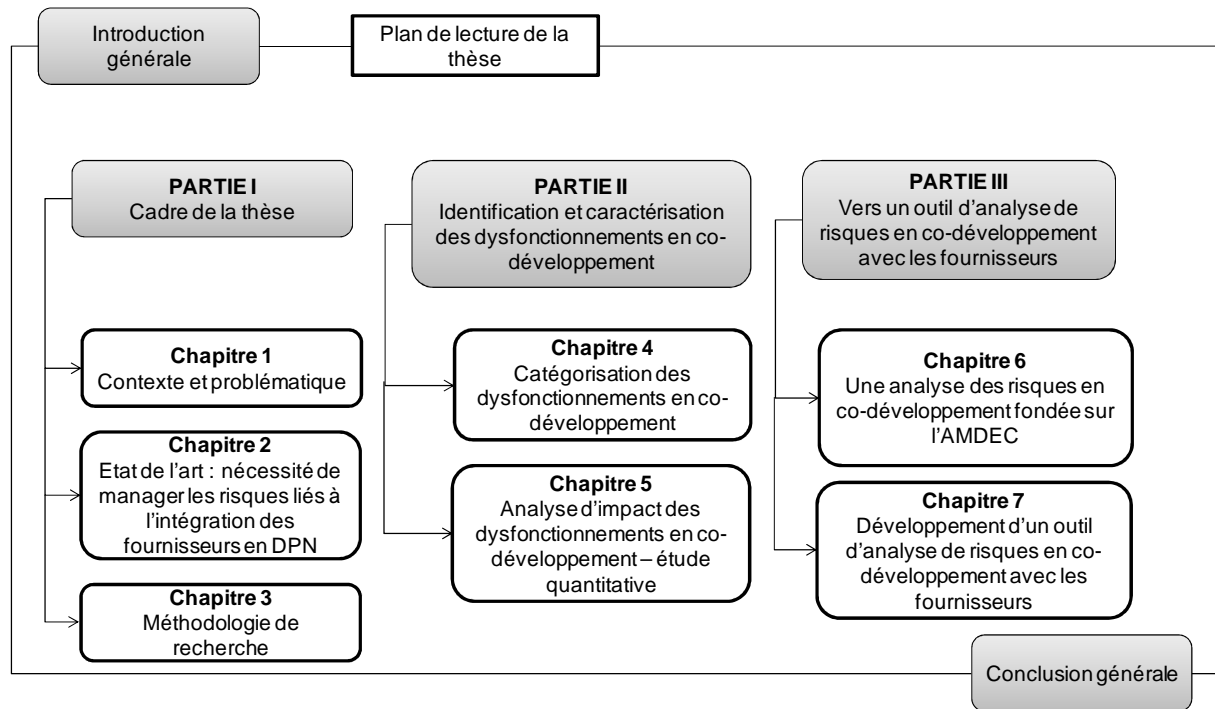 Introduction
générale
Plan de lecture de la
thèse
PARTIE I
Cadre de la thèse
Chapitre 1
Contexte et problématique
Chapitre 2
Etat de l'art : nécessité de
manager les risques liés à
l'intégration des
fournisseurs en DPN
Chapitre 3
Méthodologie de
recherche
PARTIE II
Identification et caractérisation
des dysfonctionnements en co-
développement
Chapitre 4
Catégorisation des
dysfonctionnements en co-
développement
Chapitre 5
Analyse d'impact des
dysfonctionnements en co-
développement – étude
quantitative
PARTIE III
Vers un outil d'analyse de
risques en co-développement
avec les fournisseurs
Chapitre 6
Une analyse des risques en
co-développement fondée sur
l'AMDEC
Chapitre 7
Développement d'un outil
d'analyse de risques en co-
développement avec les
fournisseurs
Conclusion générale